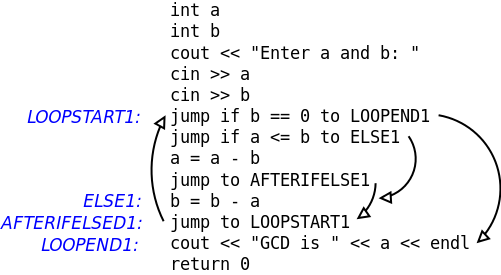 int a
int b
cout << "Enter a and b: "
cin >> a
cin >> b
LOOPSTART1: jump if b == 0 to LOOPEND1
jump if a <= b to ELSE1
a = a - b
jump to AFTERIFELSE1
ELSE1: b = b - a
AFTERIFELSED1: jump to LOOPSTART1
LOOPEND1: cout << "GCD is " << a << endl
return 0